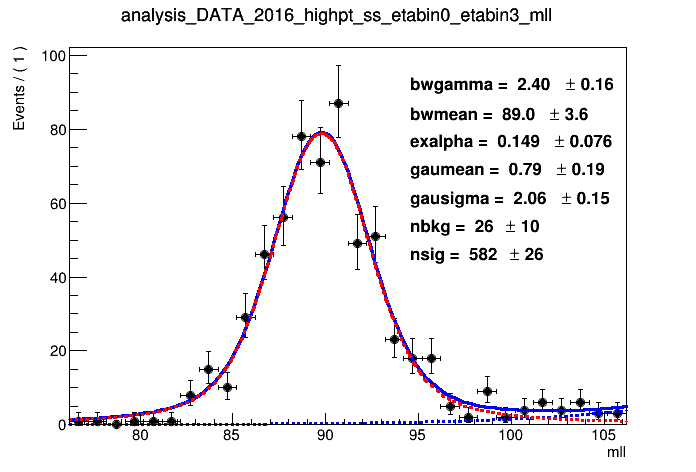 analysis_DATA_2016_highpt_ss_etabin0_etabin3_mll
Events / ( 1 )
100
80
60
40
20
0
bwgamma = 2.40 ± 0.16
bwmean = 89.0 ± 3.6
exalpha = 0.149 ± 0.076
gaumean = 0.79 ± 0.19
gausigma = 2.06 ± 0.15
nbkg = 26 ± 10
nsig = 582 ± 26
80 85 90 95 100 105
mll